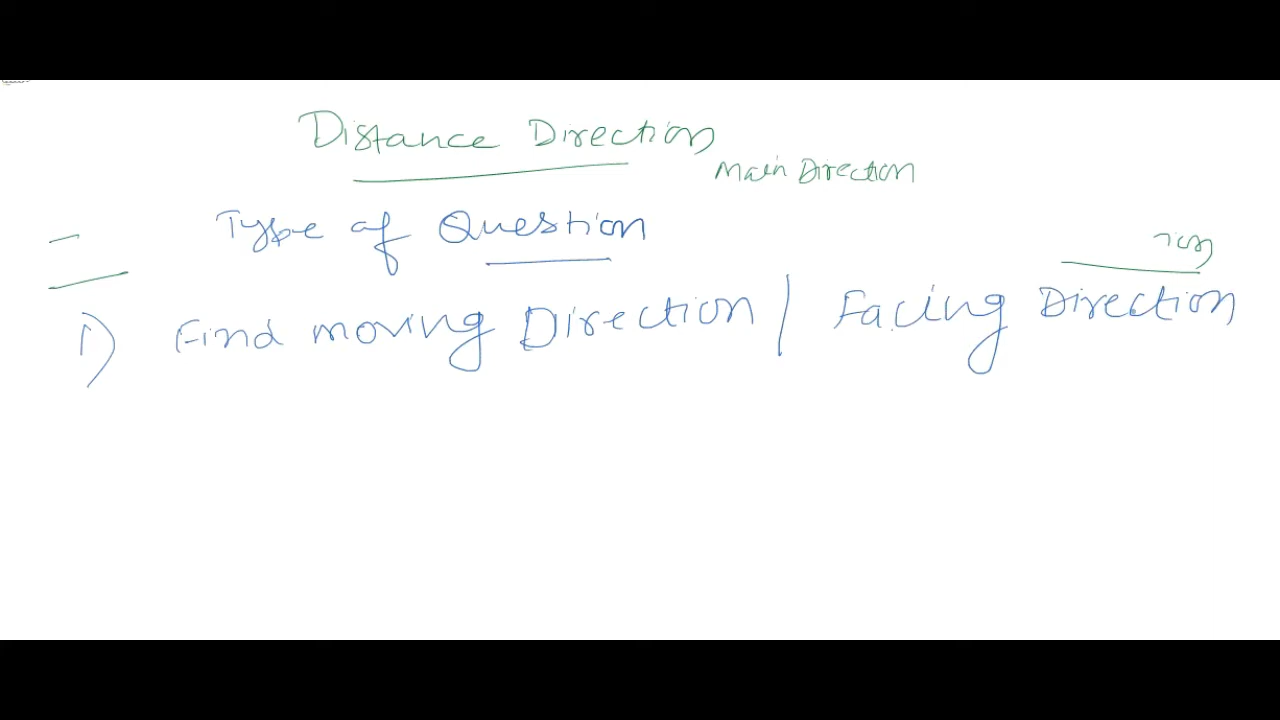 Distance Direction
Main Direction
Type of Question
1) Find moving Direction / Facing Direction